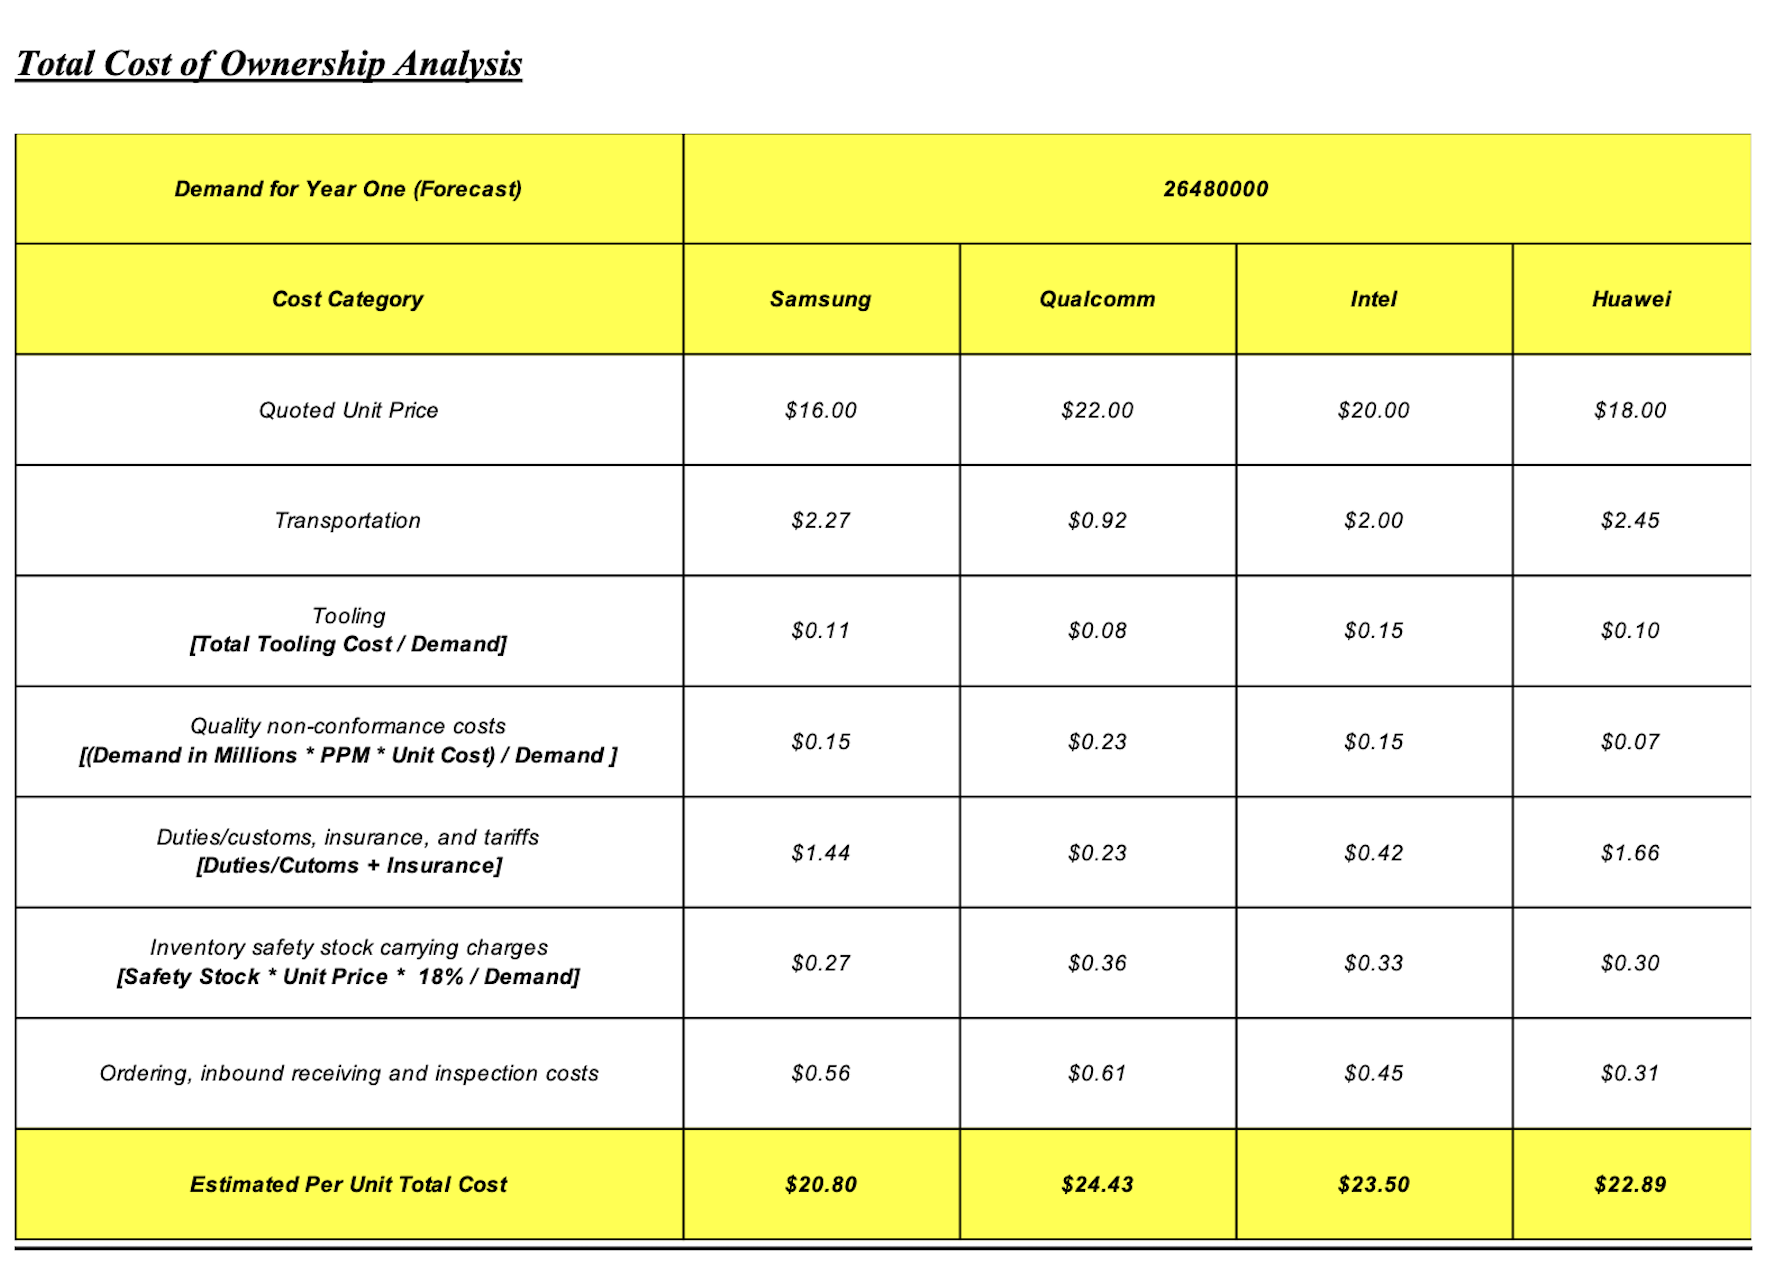 Total Cost of Ownership Analysis
Demand for Year One (Forecast) 26480000
Cost Category Samsung Qualcomm Intel Huawei
Quoted Unit Price $16.00 $22.00 $20.00 $18.00
Transportation $2.27 $0.92 $2.00 $2.45
Tooling
[Total Tooling Cost / Demand] $0.11 $0.08 $0.15 $0.10
Quality non-conformance costs
[(Demand in Millions * PPM * Unit Cost) / Demand ] $0.15 $0.23 $0.15 $0.07
Duties/customs, insurance, and tariffs
[Duties/Cutoms + Insurance] $1.44 $0.23 $0.42 $1.66
Inventory safety stock carrying charges
[Safety Stock * Unit Price * 18% / Demand] $0.27 $0.36 $0.33 $0.30
Ordering, inbound receiving and inspection costs $0.56 $0.61 $0.45 $0.31
Estimated Per Unit Total Cost $20.80 $24.43 $23.50 $22.89